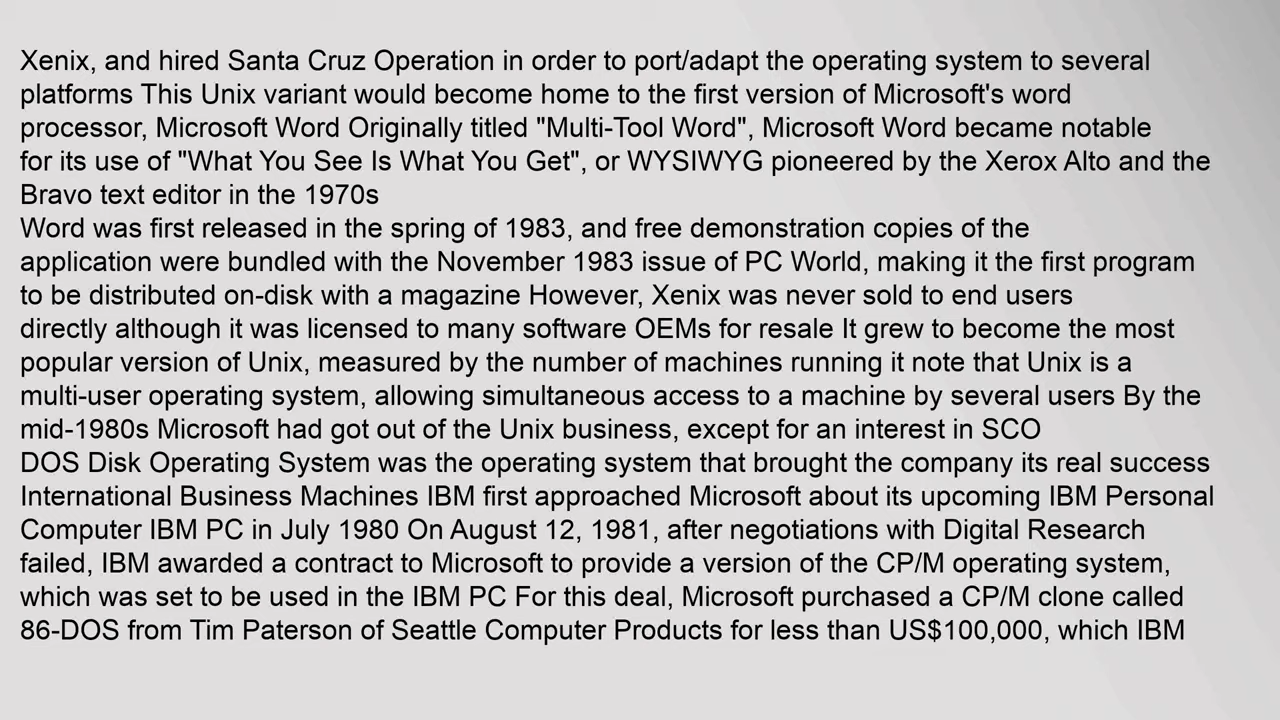 Xenix, and hired Santa Cruz Operation in order to port/adapt the operating system to several
platforms This Unix variant would become home to the first version of Microsoft's word
processor, Microsoft Word Originally titled "Multi-Tool Word", Microsoft Word became notable
for its use of "What You See Is What You Get", or WYSIWYG pioneered by the Xerox Alto and the
Bravo text editor in the 1970s
Word was first released in the spring of 1983, and free demonstration copies of the
application were bundled with the November 1983 issue of PC World, making it the first program
to be distributed on-disk with a magazine However, Xenix was never sold to end users
directly although it was licensed to many software OEMs for resale It grew to become the most
popular version of Unix, measured by the number of machines running it note that Unix is a
multi-user operating system, allowing simultaneous access to a machine by several users By the
mid-1980s Microsoft had got out of the Unix business, except for an interest in SCO
DOS Disk Operating System was the operating system that brought the company its real success
International Business Machines IBM first approached Microsoft about its upcoming IBM Personal
Computer IBM PC in July 1980 On August 12, 1981, after negotiations with Digital Research
failed, IBM awarded a contract to Microsoft to provide a version of the CP/M operating system,
which was set to be used in the IBM PC For this deal, Microsoft purchased a CP/M clone called
86-DOS from Tim Paterson of Seattle Computer Products for less than US$100,000, which IBM